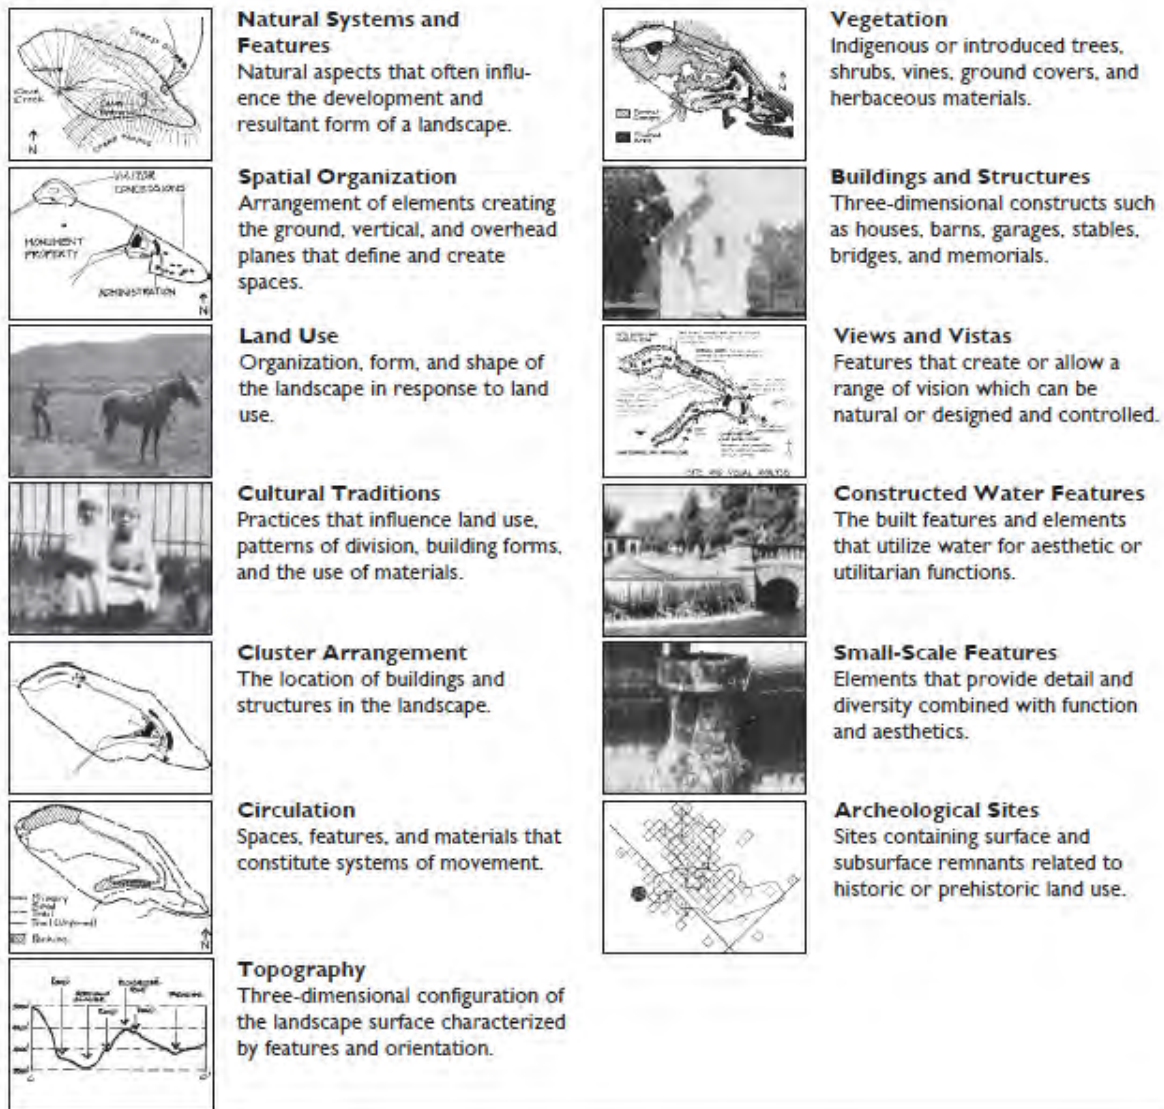 Natural Systems and
Features
Natural aspects that often influ-
ence the development and
resultant form of a landscape.
N
Spatial Organization
Arrangement of elements creating
the ground, vertical, and overhead
planes that define and create
spaces.
VISITOR
CONCESSIONS
MONUMENT
PROPERTY
ADMINISTRATION
N
Land Use
Organization, form, and shape of
the landscape in response to land
use.
Cultural Traditions
Practices that influence land use,
patterns of division, building forms,
and the use of materials.
Cluster Arrangement
The location of buildings and
structures in the landscape.
Circulation
Spaces, features, and materials that
constitute systems of movement.
Parking
N
Topography
Three-dimensional configuration of
the landscape surface characterized
by features and orientation.
Vegetation
Indigenous or introduced trees,
shrubs, vines, ground covers, and
herbaceous materials.
N
Buildings and Structures
Three-dimensional constructs such
as houses, barns, garages, stables,
bridges, and memorials.
Views and Vistas
Features that create or allow a
range of vision which can be
natural or designed and controlled.
Constructed Water Features
The built features and elements
that utilize water for aesthetic or
utilitarian functions.
Small-Scale Features
Elements that provide detail and
diversity combined with function
and aesthetics.
Archeological Sites
Sites containing surface and
subsurface remnants related to
historic or prehistoric land use.